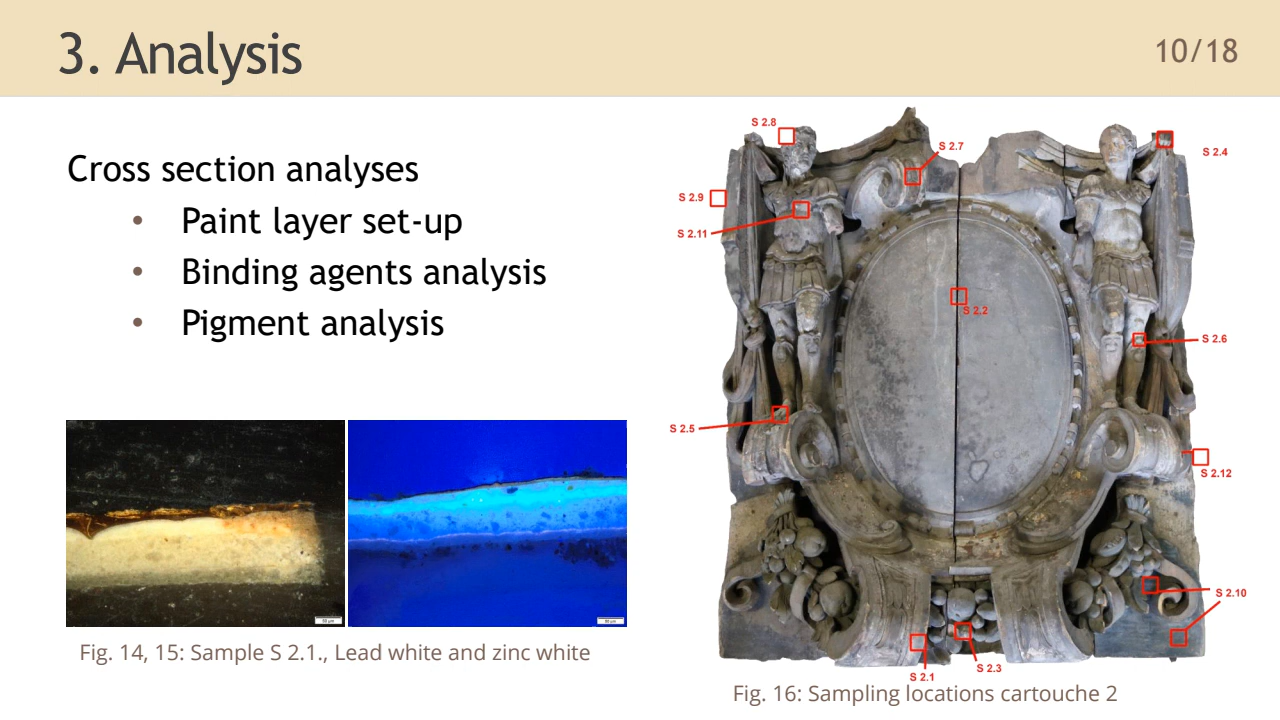 3. Analysis
10/18
Cross section analyses
• Paint layer set-up
• Binding agents analysis
• Pigment analysis
Fig. 14, 15: Sample S 2.1., Lead white and zinc white
S 2.8
S 2.7
S 2.4
S 2.9
S 2.11
S 2.2
S 2.6
S 2.5
S 2.12
S 2.10
S 2.3
S 2.1
Fig. 16: Sampling locations cartouche 2